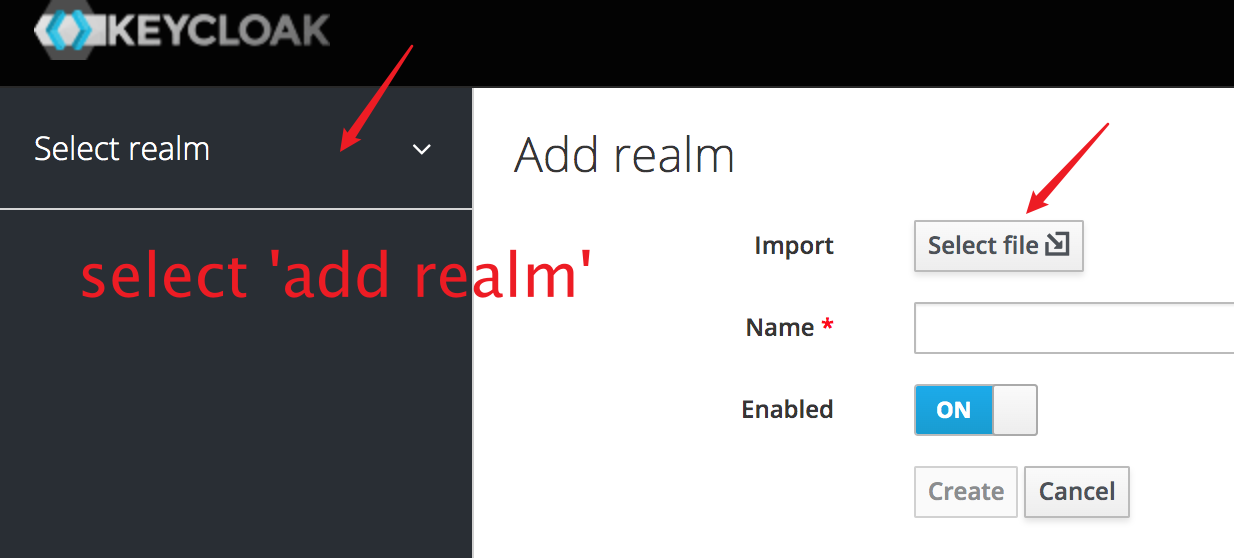 KEYCLOAK
Select realm
select 'add realm'
Add realm
Import
Select file
Name *
Enabled
ON
Create
Cancel